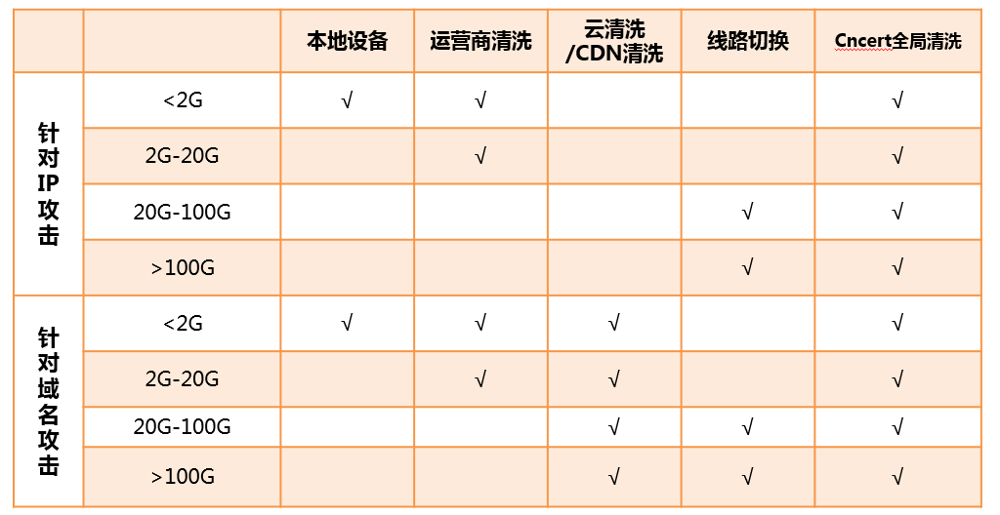 本地设备 运营商清洗 云清洗 线路切换 Cncert全局清洗
/CDN清洗
针对IP攻击
<2G √ √ √
2G-20G √ √
20G-100G √ √
>100G √ √
针对域名攻击
<2G √ √ √ √
2G-20G √ √ √
20G-100G √ √ √
>100G √ √ √